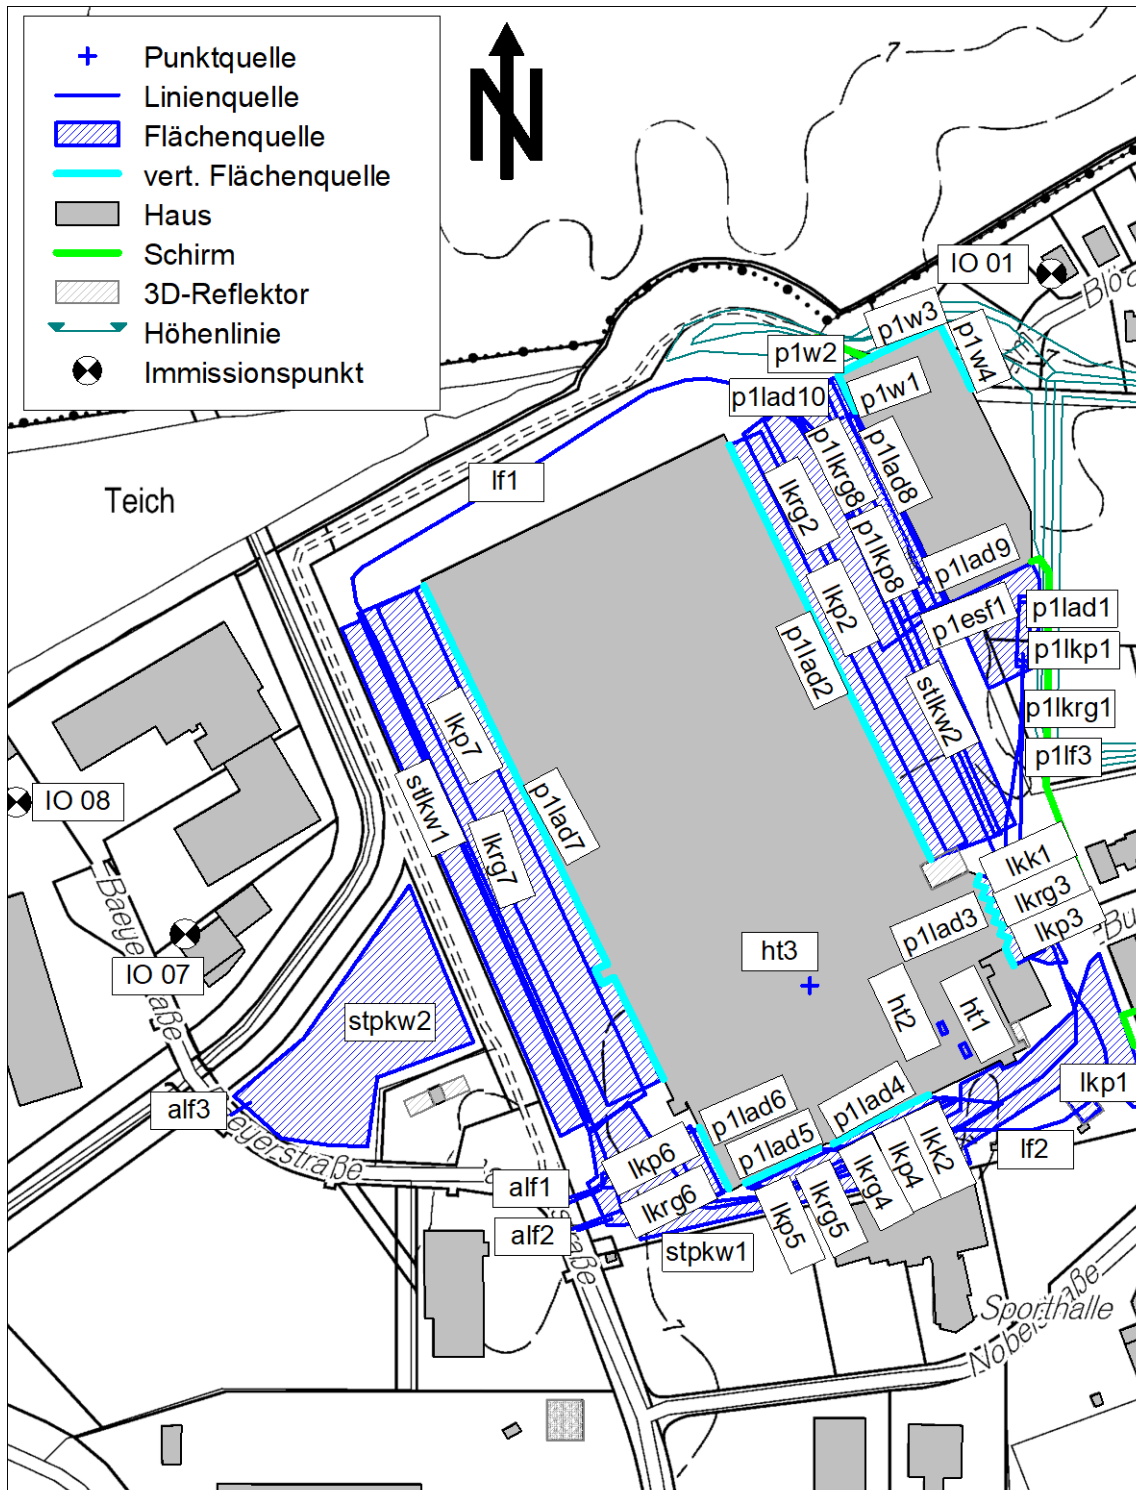 Punktquelle
Linienquelle
Flächenquelle
vert. Flächenquelle
Haus
Schirm
3D-Reflektor
Höhenlinie
Immissionspunkt
N
7
IO 01
p1w3
p1w4
p1w2
p1w1
p1lad10
p1lkrg8
p1lad8
lf1
lkrg2
Teich
p1lkp8
p1lad9
lkp2
p1esf1
p1lad1
p1lkp1
p1lad2
stlkw2
p1lkrg1
p1lf3
lkp7
stlkw1
p1lad7
IO 08
lkrg7
lkk1
lkrg3
lkp3
p1lad3
IO 07
ht3
ht2
ht1
stpkw2
lkp1
alf3
p1lad6
p1lad5
p1lad4
lf2
lkp6
lkrg6
alf1
alf2
lkk2
lkp4
lkrg4
lkrg5
lkp5
stpkw1
7
Sporthalle
Nobelstraße